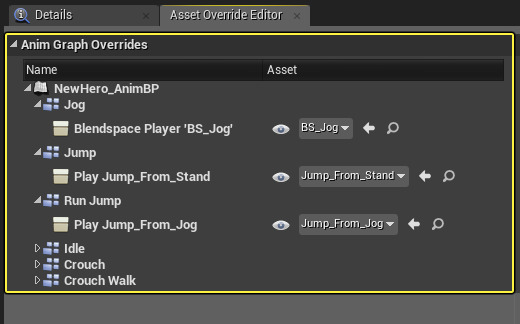 Details Asset Override Editor
Anim Graph Overrides
Name Asset
NewHero_AnimBP
Jog
Blendspace Player 'BS_Jog' BS_Jog
Jump
Play Jump_From_Stand Jump_From_Stand
Run Jump
Play Jump_From_Jog Jump_From_Jog
Idle
Crouch
Crouch Walk